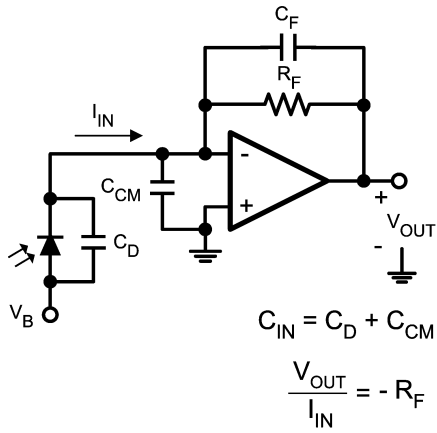 C_F
R_F
I_IN
-
C_CM
+
C_D
+
V_OUT
-
V_B
C_IN = C_D + C_CM
V_OUT
I_IN
= - R_F